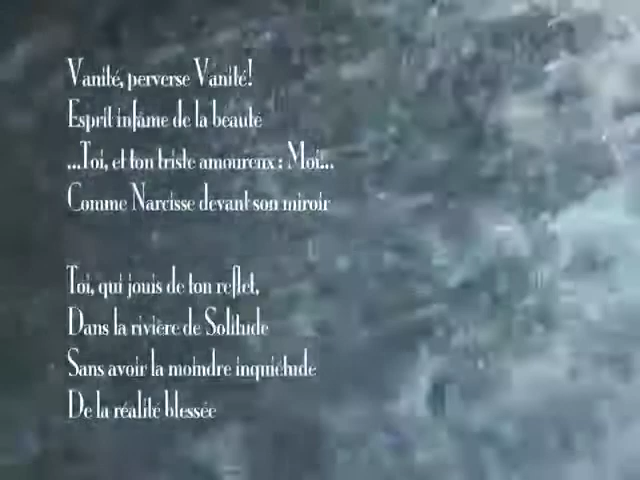 Vanité, perverse Vanité!
Esprit infâme de la beauté
...Toi, et ton triste amoureux : Moi...
Comme Narcisse devant son miroir
Toi, qui jouis de ton reflet,
Dans la rivière de Solitude
Sans avoir la moindre inquiétude
De la réalité blessée